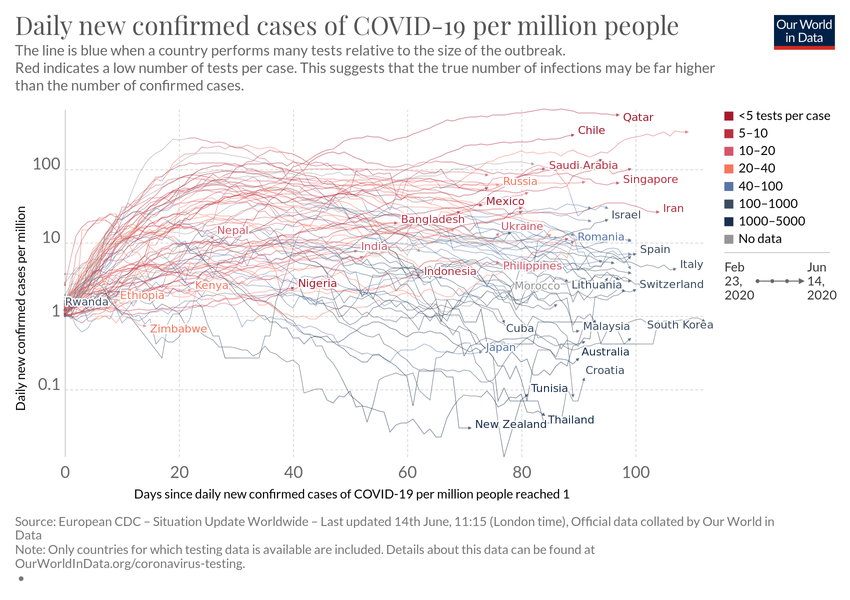 Daily new confirmed cases of COVID-19 per million people
Our World
in Data
The line is blue when a country performs many tests relative to the size of the outbreak.
Red indicates a low number of tests per case. This suggests that the true number of infections may be far higher
than the number of confirmed cases.
Daily new confirmed cases per million
100
10
1
0.1
0
20
40
60
80
100
Days since daily new confirmed cases of COVID-19 per million people reached 1
Qatar
Chile
Saudi Arabia
Singapore
Russia
Mexico
Iran
Bangladesh
Israel
Ukraine
Nepal
Romania
India
Spain
Philippines
Italy
Indonesia
Kenya
Nigeria
Morocco
Lithuania
Switzerland
Ethiopia
Rwanda
Zimbabwe
Cuba
Malaysia
South Korea
Japan
Australia
Croatia
Tunisia
New Zealand
Thailand
<5 tests per case
5–10
10–20
20–40
40–100
100–1000
1000–5000
No data
Feb
23,
2020
Jun
14,
2020
Source: European CDC – Situation Update Worldwide – Last updated 14th June, 11:15 (London time), Official data collated by Our World in
Data
Note: Only countries for which testing data is available are included. Details about this data can be found at
OurWorldInData.org/coronavirus-testing.
•